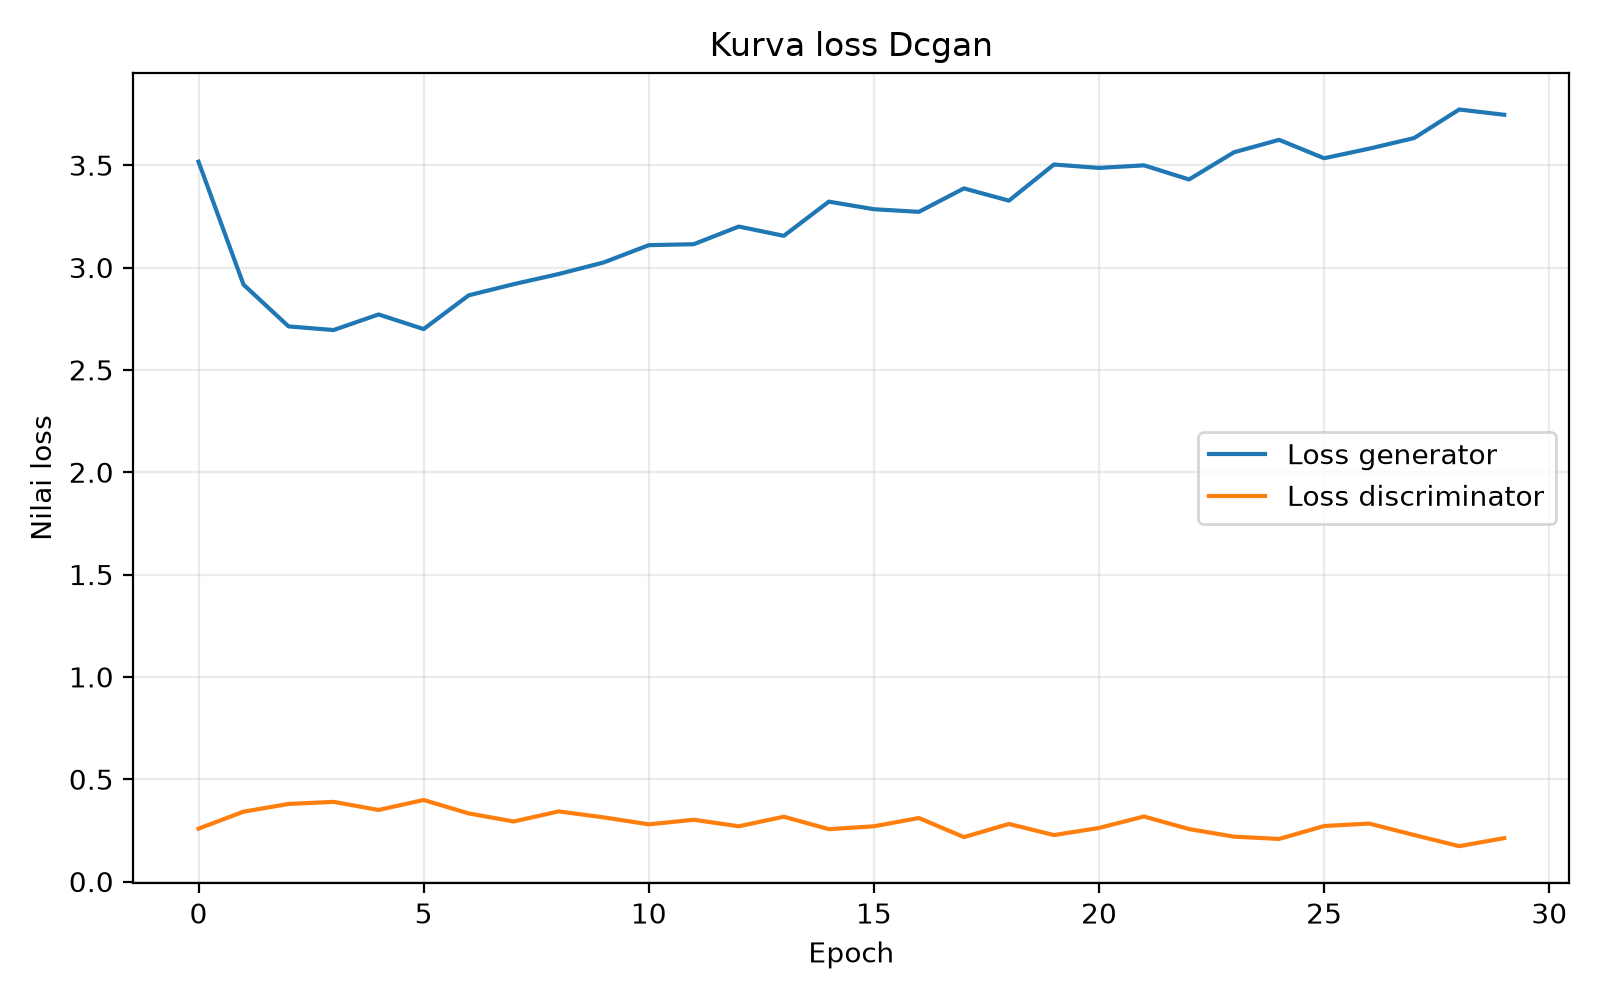 Kurva loss Dcgan
Nilai loss
3.5
3.0
2.5
2.0
1.5
1.0
0.5
0.0
Loss generator
Loss discriminator
0 5 10 15 20 25 30
Epoch